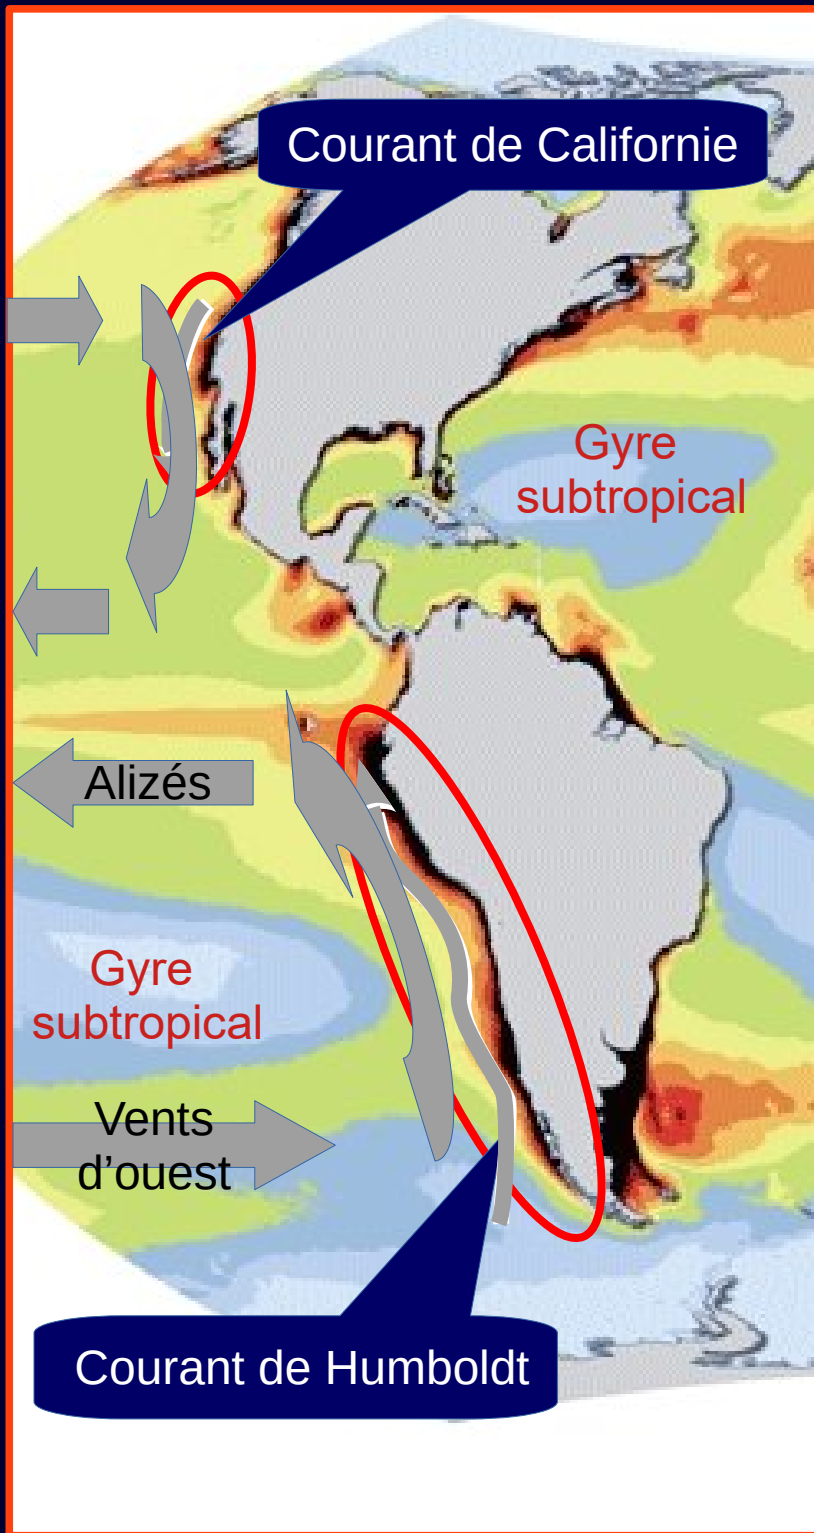 Courant de Californie
Gyre
subtropical
Alizés
Gyre
subtropical
Vents
d’ouest
Courant de Humboldt